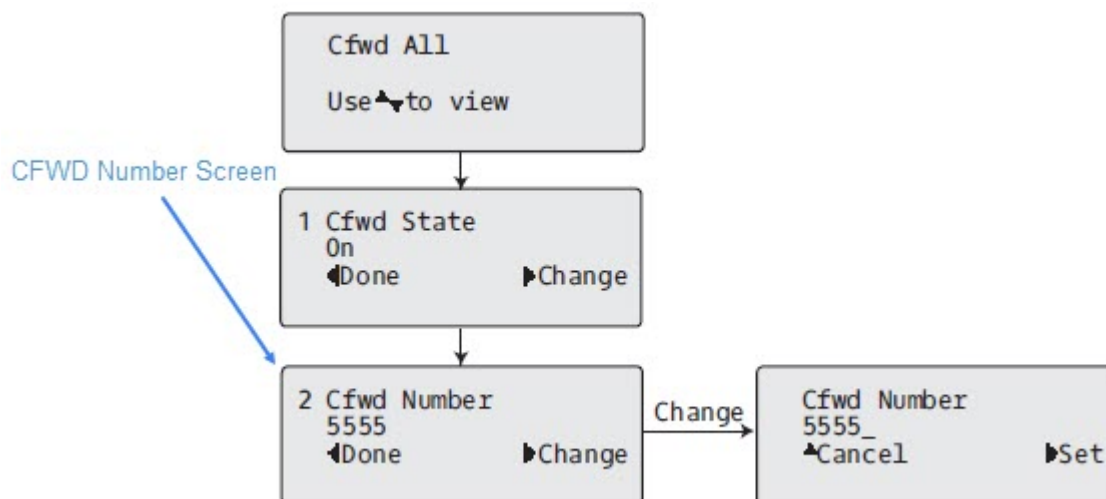 Cfwd All
Use to view
CFWD Number Screen
1 Cfwd State
On
Done Change
2 Cfwd Number
5555
Done Change
Change
Cfwd Number
5555_
Cancel Set